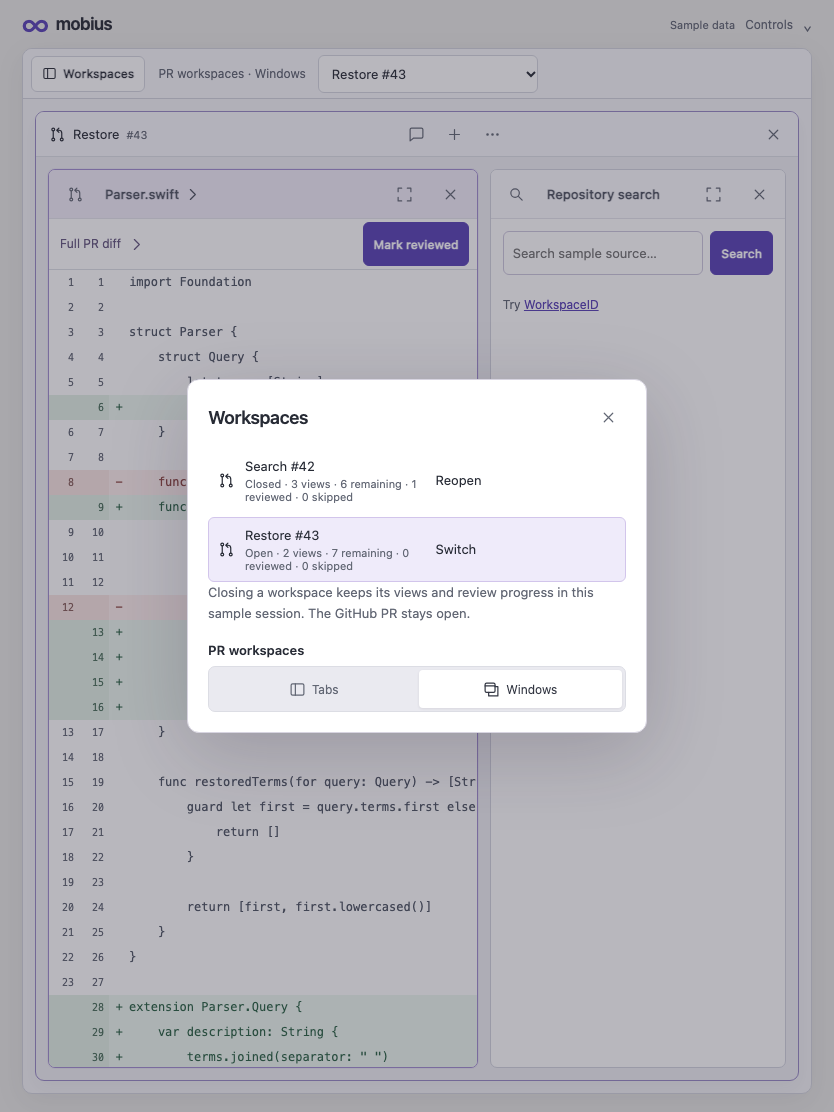 mobius
Sample data Controls
Workspaces PR workspaces · Windows Restore #43
Restore #43
Parser.swift
Full PR diff Mark reviewed
1 1 import Foundation
2 2
3 3 struct Parser {
4 4 struct Query {
5 5
6 +
6 7 }
7 8
8 − func
9 + func
9 10
10 11
11 12
12 −
13 +
14 +
15 +
16 +
13 17 }
14 18
15 19 func restoredTerms(for query: Query) -> [Str
16 20 guard let first = query.terms.first else
17 21 return []
18 22 }
19 23
20 24 return [first, first.lowercased()]
21 25 }
22 26 }
23 27
28 + extension Parser.Query {
29 + var description: String {
30 + terms.joined(separator: " ")
Repository search
Search sample source... Search
Try WorkspaceID
Workspaces
Search #42
Closed · 3 views · 6 remaining · 1
reviewed · 0 skipped
Reopen
Restore #43
Open · 2 views · 7 remaining · 0
reviewed · 0 skipped
Switch
Closing a workspace keeps its views and review progress in this
sample session. The GitHub PR stays open.
PR workspaces
Tabs Windows